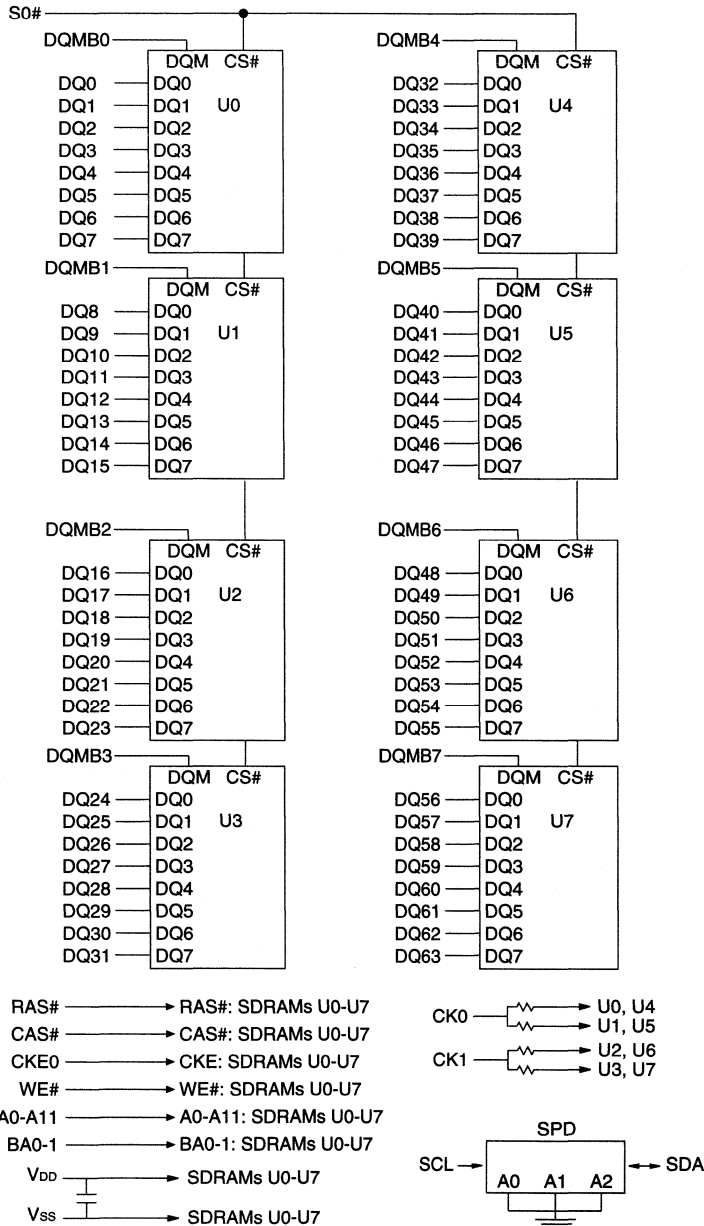 S0#
DQMB0
DQM CS#
DQ0 DQ0
DQ1 DQ1 U0
DQ2 DQ2
DQ3 DQ3
DQ4 DQ4
DQ5 DQ5
DQ6 DQ6
DQ7 DQ7
DQMB1
DQM CS#
DQ8 DQ0
DQ9 DQ1 U1
DQ10 DQ2
DQ11 DQ3
DQ12 DQ4
DQ13 DQ5
DQ14 DQ6
DQ15 DQ7
DQMB2
DQM CS#
DQ16 DQ0
DQ17 DQ1 U2
DQ18 DQ2
DQ19 DQ3
DQ20 DQ4
DQ21 DQ5
DQ22 DQ6
DQ23 DQ7
DQMB3
DQM CS#
DQ24 DQ0
DQ25 DQ1 U3
DQ26 DQ2
DQ27 DQ3
DQ28 DQ4
DQ29 DQ5
DQ30 DQ6
DQ31 DQ7
DQMB4
DQM CS#
DQ32 DQ0
DQ33 DQ1 U4
DQ34 DQ2
DQ35 DQ3
DQ36 DQ4
DQ37 DQ5
DQ38 DQ6
DQ39 DQ7
DQMB5
DQM CS#
DQ40 DQ0
DQ41 DQ1 U5
DQ42 DQ2
DQ43 DQ3
DQ44 DQ4
DQ45 DQ5
DQ46 DQ6
DQ47 DQ7
DQMB6
DQM CS#
DQ48 DQ0
DQ49 DQ1 U6
DQ50 DQ2
DQ51 DQ3
DQ52 DQ4
DQ53 DQ5
DQ54 DQ6
DQ55 DQ7
DQMB7
DQM CS#
DQ56 DQ0
DQ57 DQ1 U7
DQ58 DQ2
DQ59 DQ3
DQ60 DQ4
DQ61 DQ5
DQ62 DQ6
DQ63 DQ7
RAS# RAS#: SDRAMs U0-U7
CAS# CAS#: SDRAMs U0-U7
CKE0 CKE: SDRAMs U0-U7
WE# WE#: SDRAMs U0-U7
A0-A11 A0-A11: SDRAMs U0-U7
BA0-1 BA0-1: SDRAMs U0-U7
VDD SDRAMs U0-U7
Vss SDRAMs U0-U7
CK0 U0, U4
U1, U5
CK1 U2, U6
U3, U7
SPD
SCL SDA
A0 A1 A2